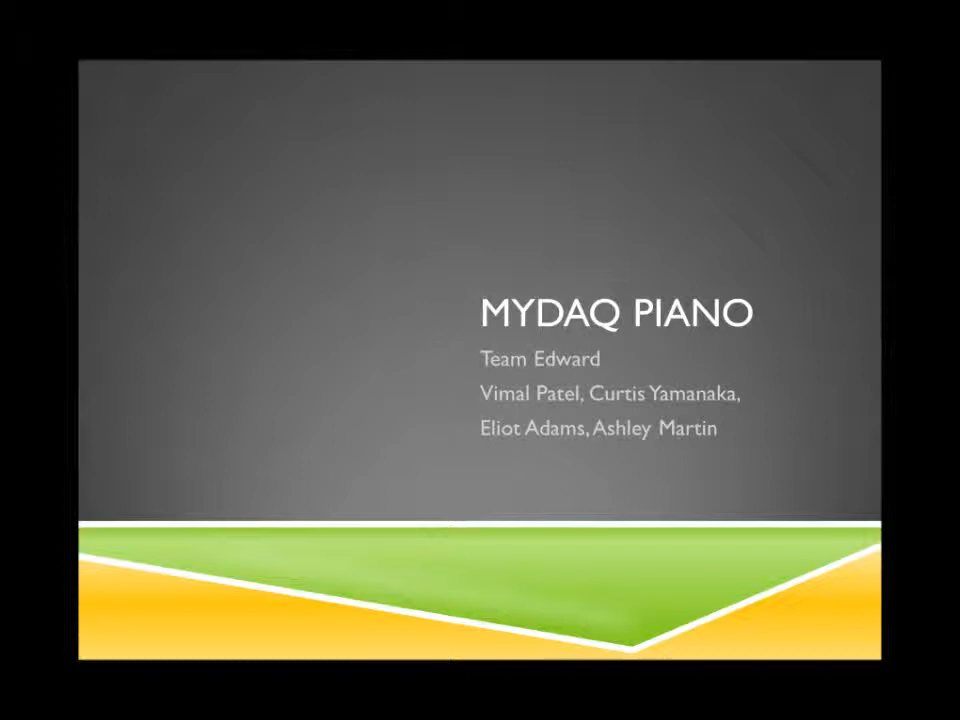 MYDAQ PIANO
Team Edward
Vimal Patel, Curtis Yamanaka,
Eliot Adams, Ashley Martin